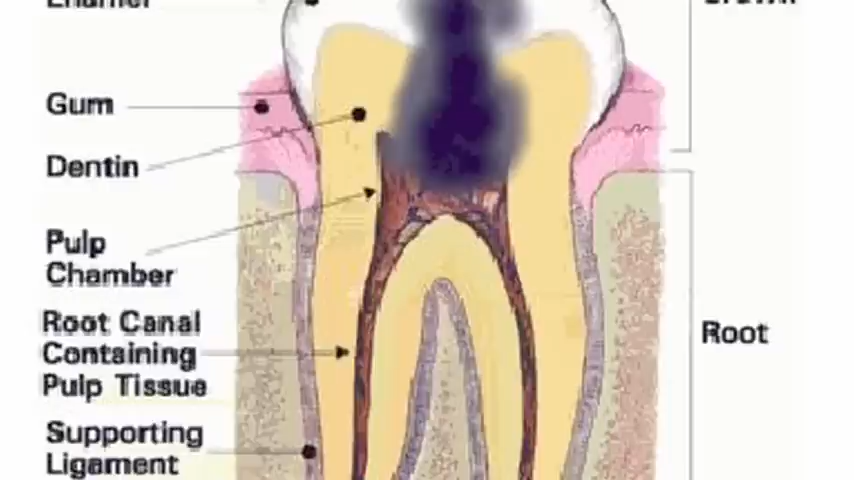 Gum
Dentin
Pulp
Chamber
Root Canal
Containing
Pulp Tissue
Supporting
Ligament
Root